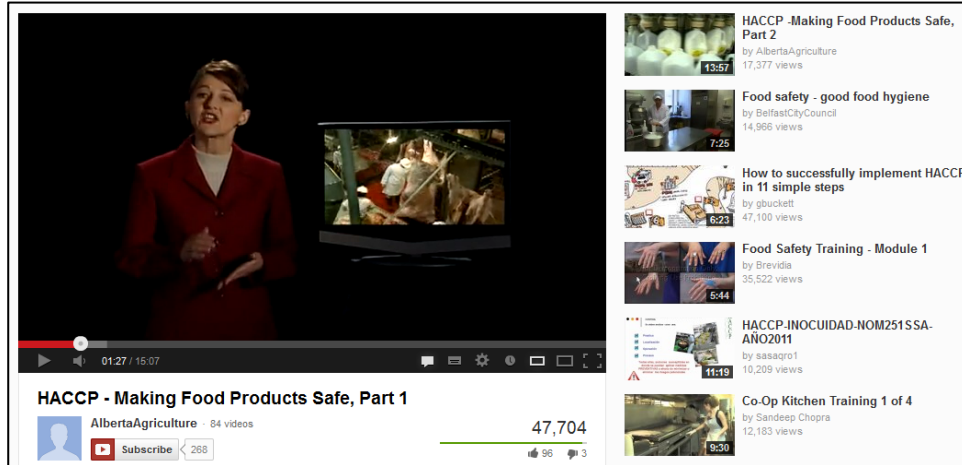 01:27 / 15:07
HACCP - Making Food Products Safe, Part 1
AlbertaAgriculture · 84 videos
Subscribe 268
47,704
96 3
HACCP -Making Food Products Safe,
Part 2
by AlbertaAgriculture
17,377 views
13:57
Food safety - good food hygiene
by BelfastCityCouncil
14,966 views
7:25
How to successfully implement HACCP
in 11 simple steps
by gbuckett
47,100 views
6:23
Food Safety Training - Module 1
by Brevidia
35,522 views
5:44
HACCP-INOCUIDAD-NOM251SSA-
AÑO2011
by sasaqro1
10,209 views
11:19
Co-Op Kitchen Training 1 of 4
by Sandeep Chopra
12,183 views
9:30